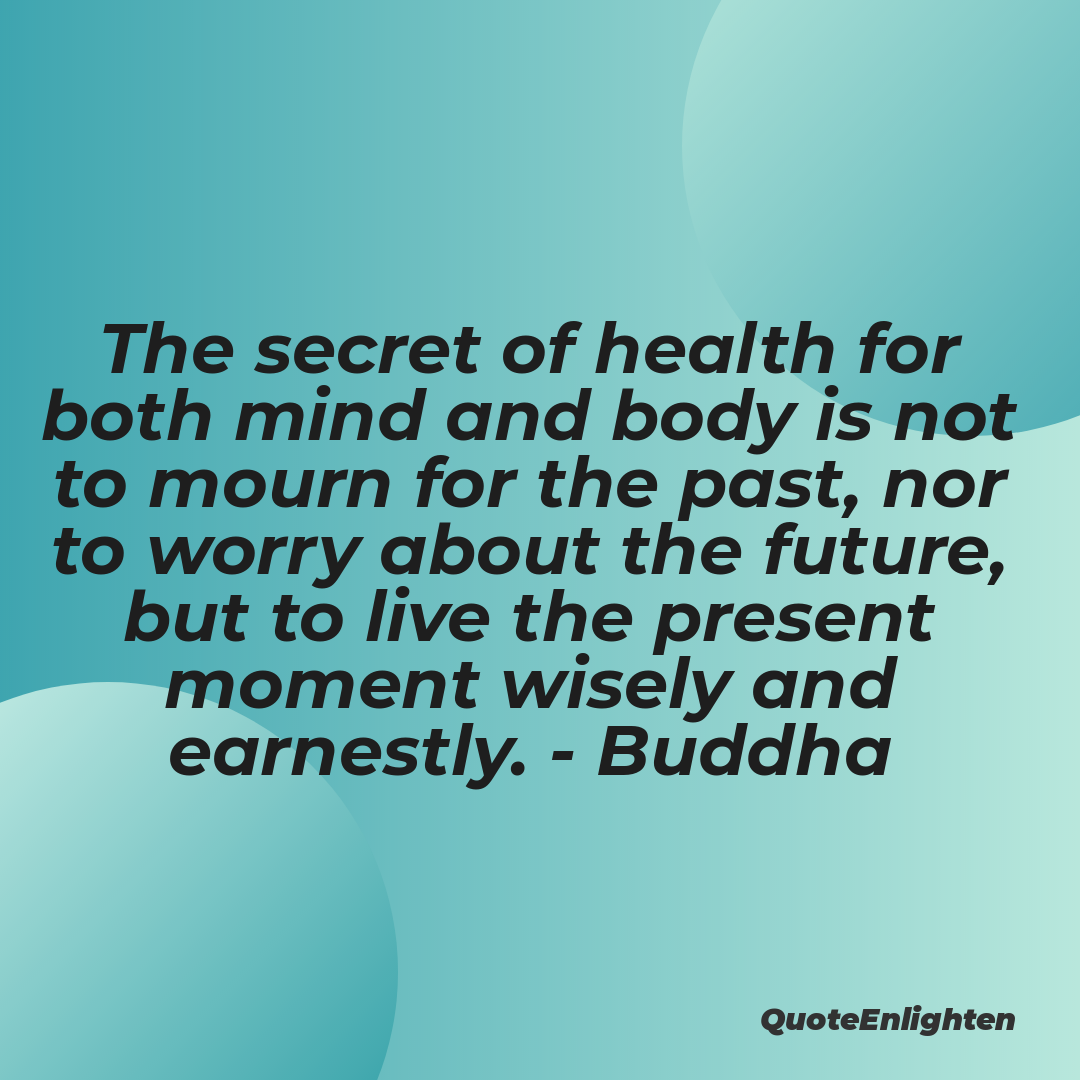 The secret of health for
both mind and body is not
to mourn for the past, nor
to worry about the future,
but to live the present
moment wisely and
earnestly. - Buddha
QuoteEnlighten